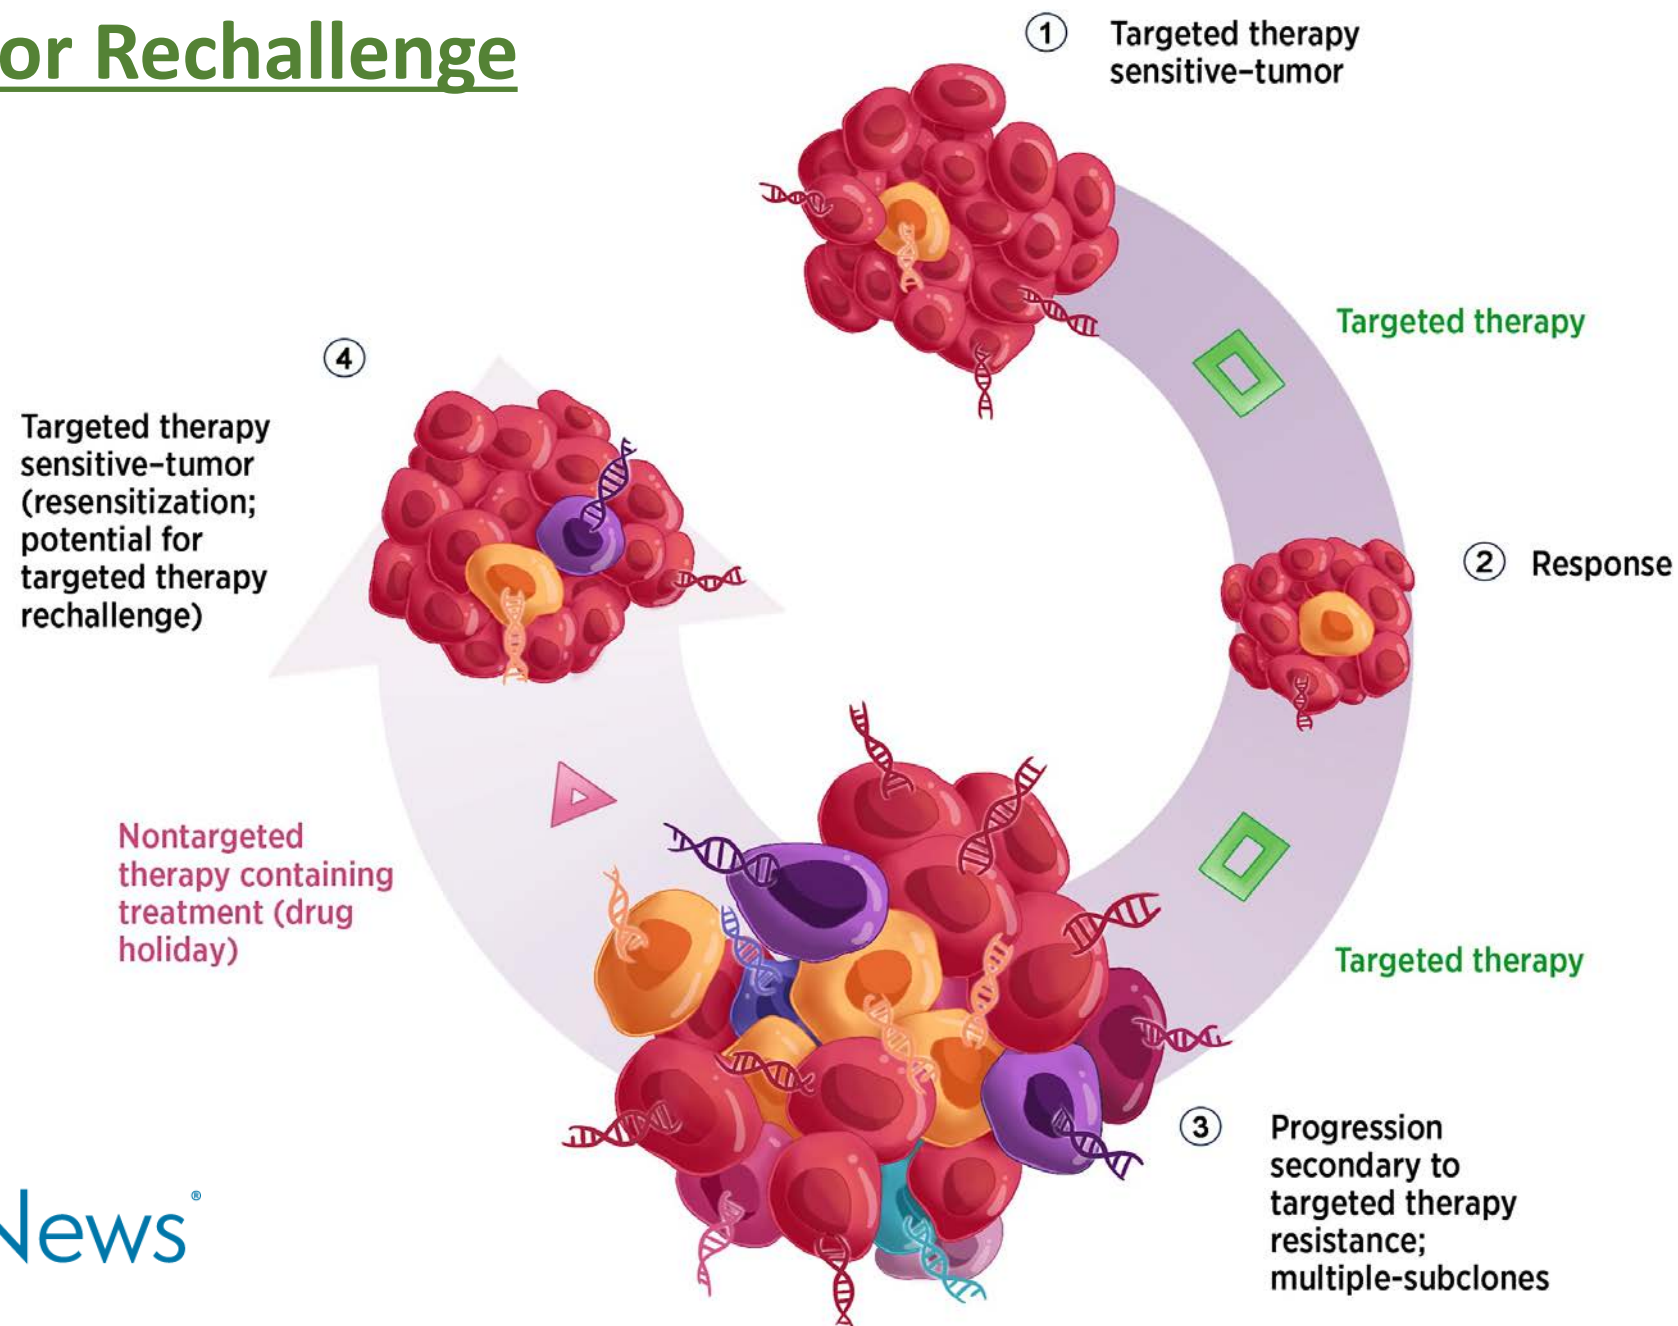 or Rechallenge
1
Targeted therapy
sensitive–tumor
Targeted therapy
2
Response
Targeted therapy
3
Progression
secondary to
targeted therapy
resistance;
multiple-subclones
4
Targeted therapy
sensitive–tumor
(resensitization;
potential for
targeted therapy
rechallenge)
Nontargeted
therapy containing
treatment (drug
holiday)
News®